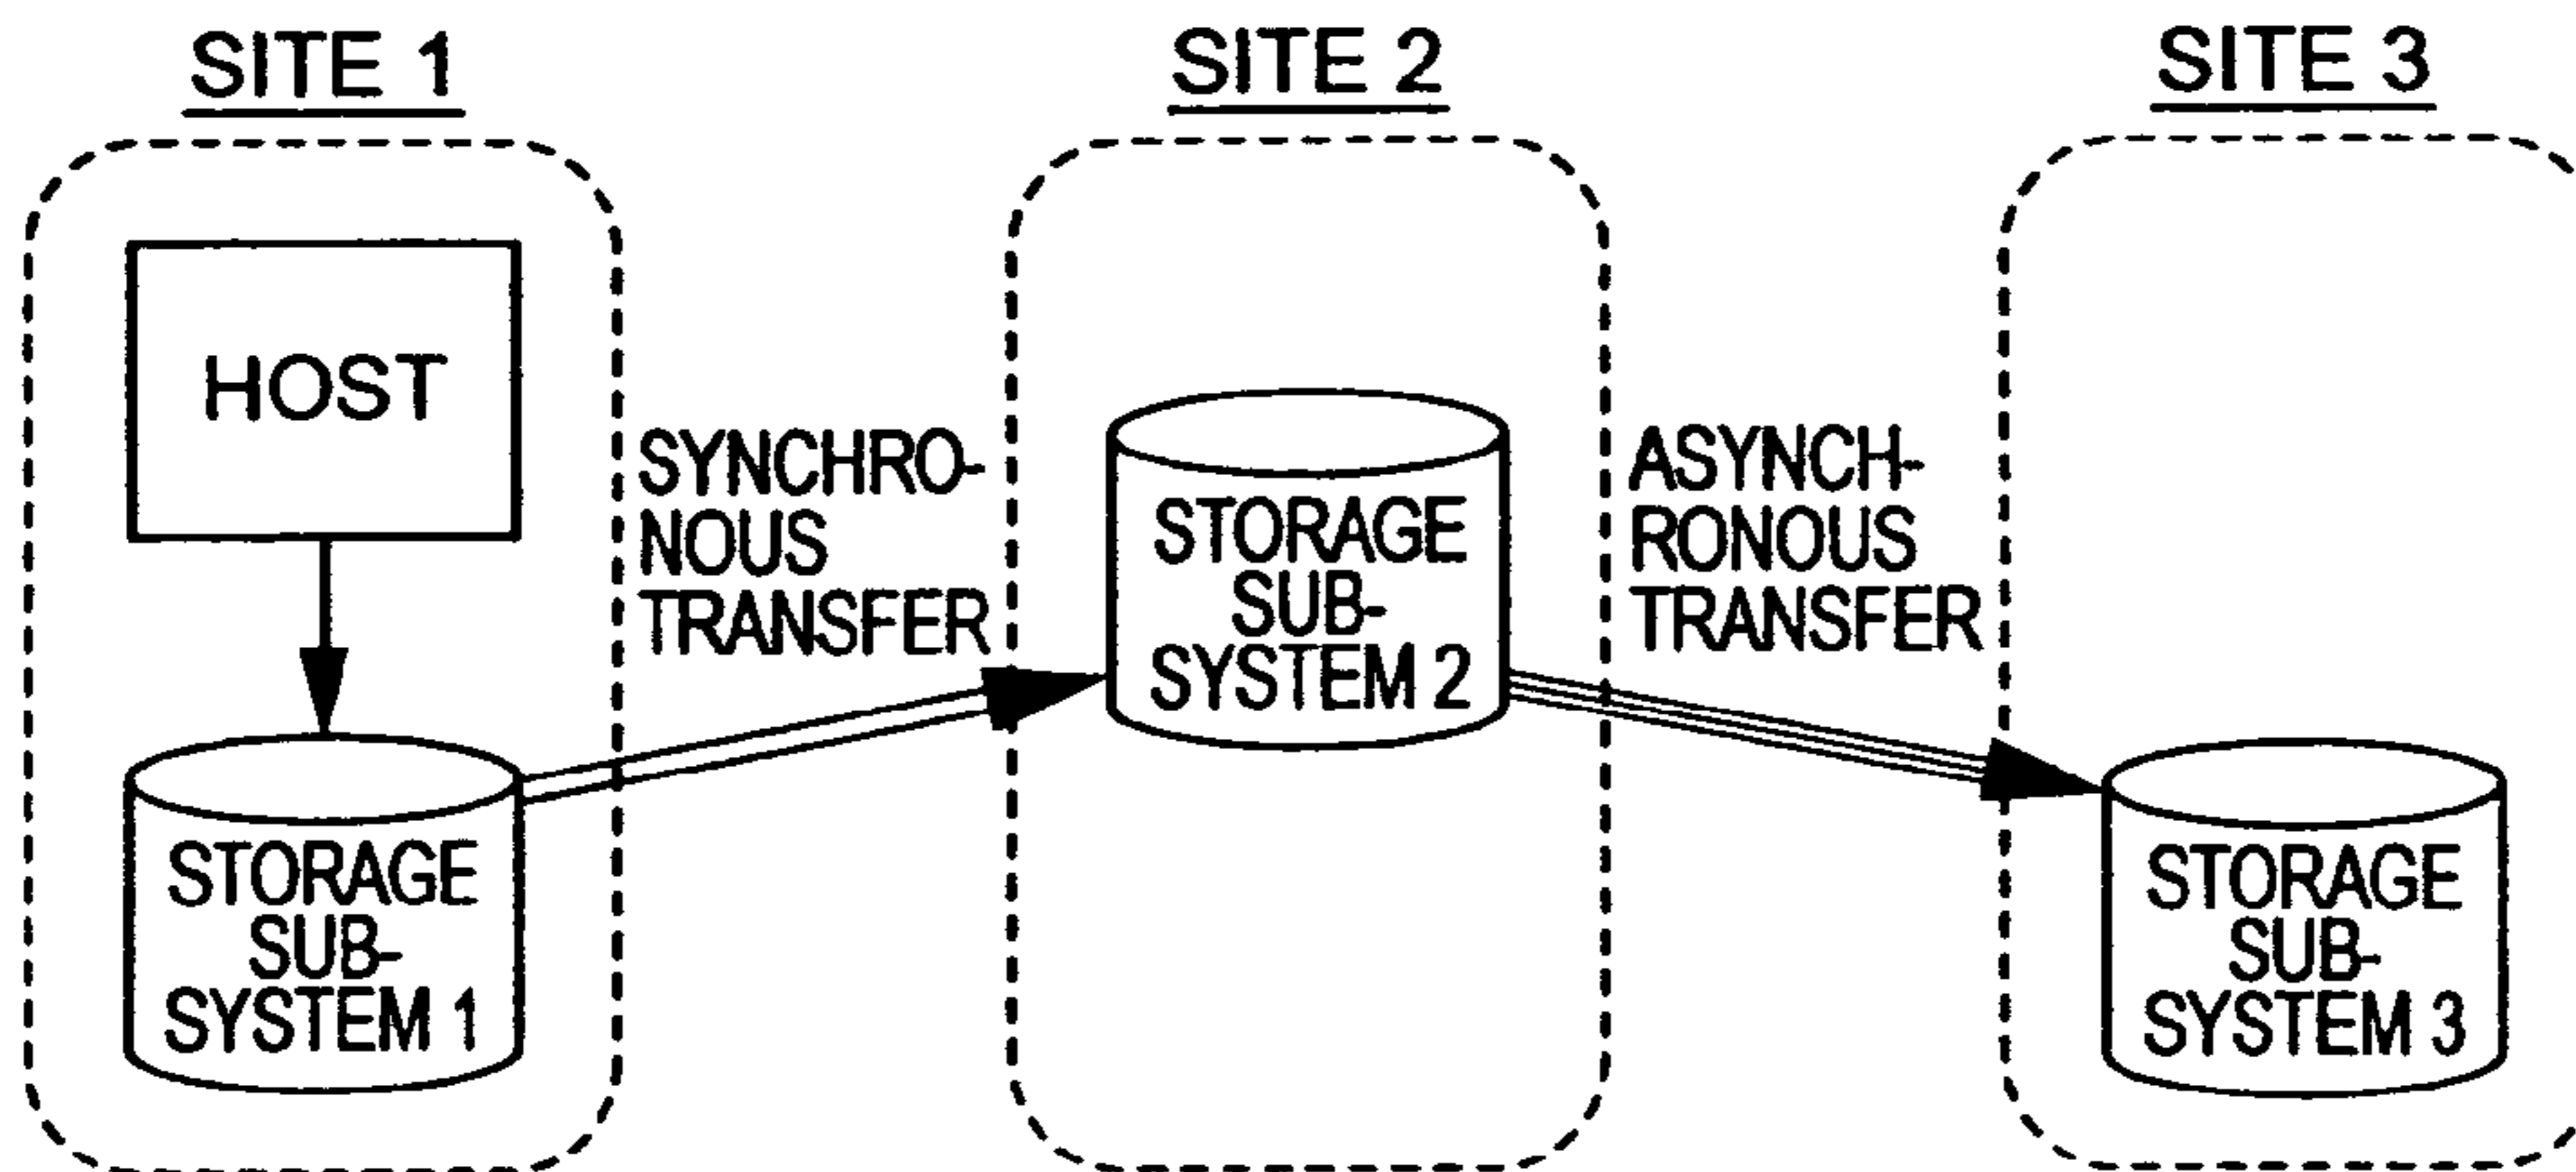 SITE 1
SITE 2
SITE 3
HOST
SYNCHRO-
NOUS
TRANSFER
STORAGE
SUB-
SYSTEM 2
ASYNCH-
RONOUS
TRANSFER
STORAGE
SUB-
SYSTEM 1
STORAGE
SUB-
SYSTEM 3